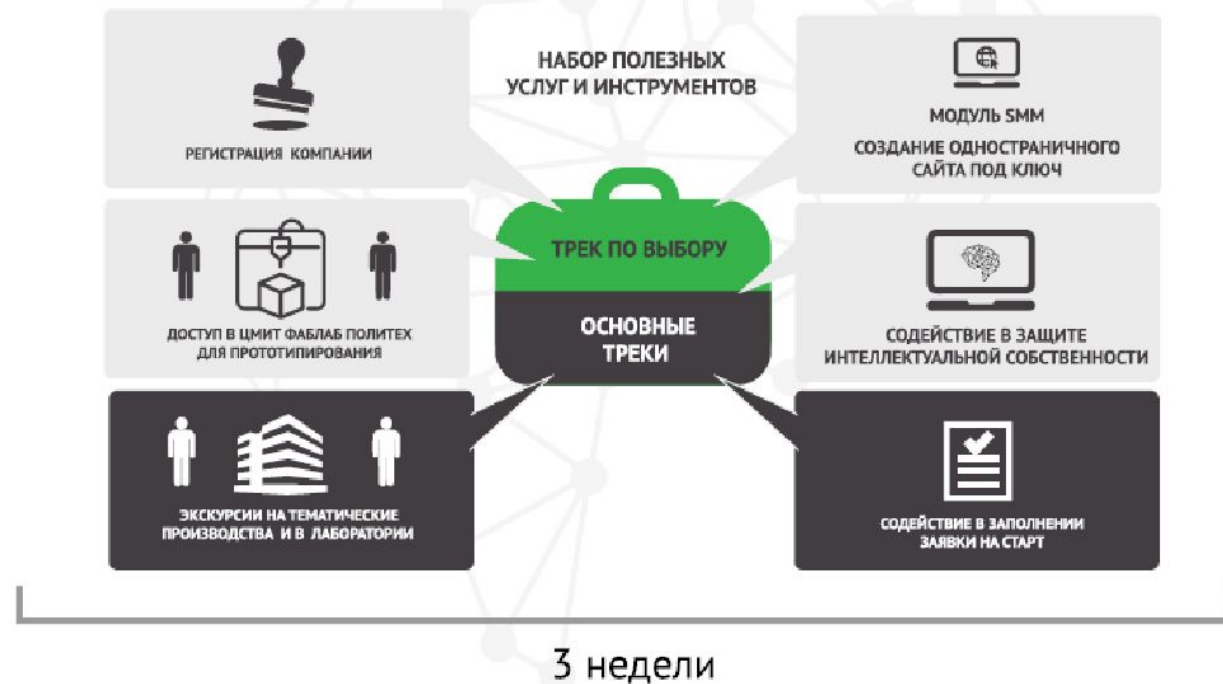 НАБОР ПОЛЕЗНЫХ
УСЛУГ И ИНСТРУМЕНТОВ
РЕГИСТРАЦИЯ КОМПАНИИ
МОДУЛЬ SMM
СОЗДАНИЕ ОДНОСТРАНИЧНОГО
САЙТА ПОД КЛЮЧ
ТРЕК ПО ВЫБОРУ
ОСНОВНЫЕ
ТРЕКИ
ДОСТУП В ЦМИТ ФАБЛАБ ПОЛИТЕХ
ДЛЯ ПРОТОТИПИРОВАНИЯ
СОДЕЙСТВИЕ В ЗАЩИТЕ
ИНТЕЛЛЕКТУАЛЬНОЙ СОБСТВЕННОСТИ
ЭКСКУРСИИ НА ТЕМАТИЧЕСКИЕ
ПРОИЗВОДСТВА И В ЛАБОРАТОРИИ
СОДЕЙСТВИЕ В ЗАПОЛНЕНИИ
ЗАЯВКИ НА СТАРТ
3 недели